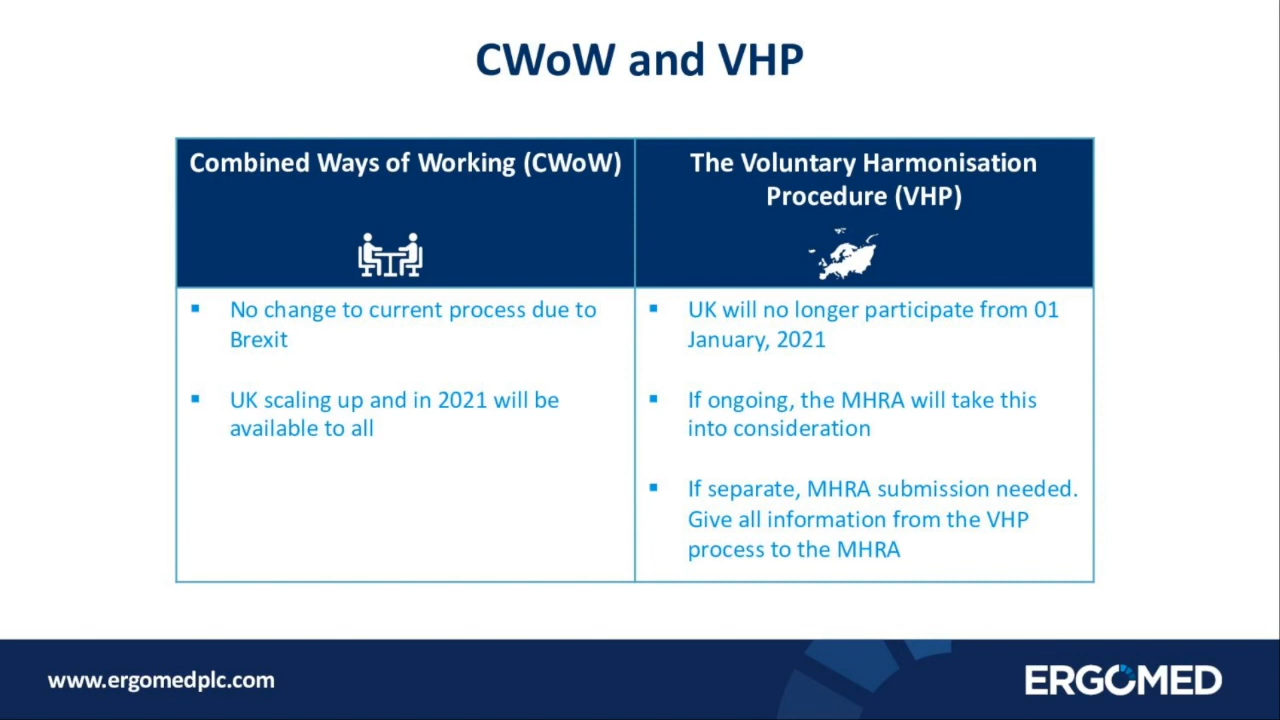 CWoW and VHP
Combined Ways of Working (CWoW)
The Voluntary Harmonisation
Procedure (VHP)
▪ No change to current process due to
Brexit
▪ UK scaling up and in 2021 will be
available to all
▪ UK will no longer participate from 01
January, 2021
▪ If ongoing, the MHRA will take this
into consideration
▪ If separate, MHRA submission needed.
Give all information from the VHP
process to the MHRA
www.ergomedplc.com
ERGOMED